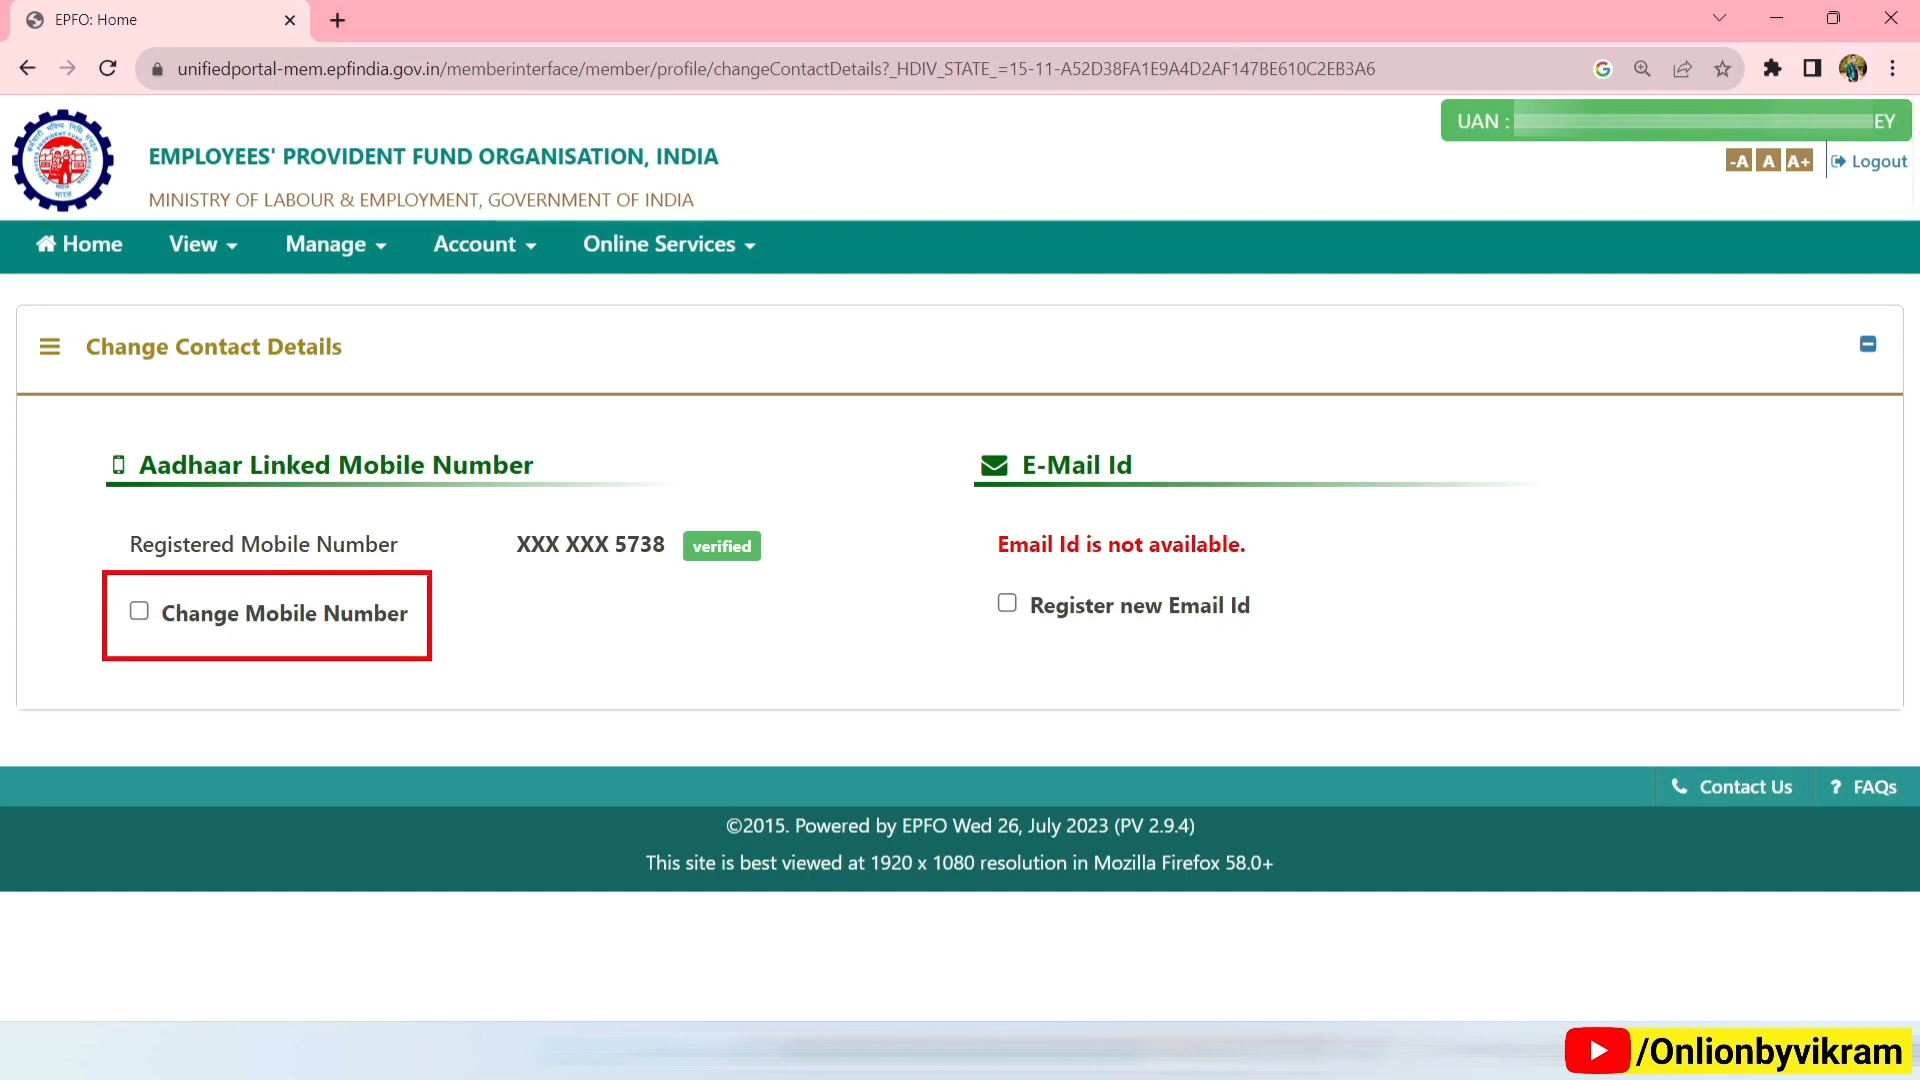 EPFO: Home
unifiedportal-mem.epfindia.gov.in/memberinterface/member/profile/changeContactDetails?_HDIV_STATE_=15-11-A52D38FA1E9A4D2AF147BE610C2EB3A6
UAN : EY
EMPLOYEES' PROVIDENT FUND ORGANISATION, INDIA
-A A A+ Logout
MINISTRY OF LABOUR & EMPLOYMENT, GOVERNMENT OF INDIA
Home View Manage Account Online Services
Change Contact Details
Aadhaar Linked Mobile Number
E-Mail Id
Registered Mobile Number XXX XXX 5738 verified
Email Id is not available.
Change Mobile Number
Register new Email Id
Contact Us ? FAQs
©2015. Powered by EPFO Wed 26, July 2023 (PV 2.9.4)
This site is best viewed at 1920 x 1080 resolution in Mozilla Firefox 58.0+
/Onlionbyvikram